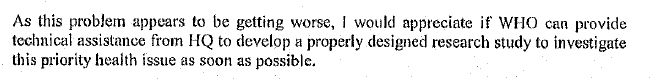 As this problem appears to be getting worse, I would appreciate if WHO can provide
technical assistance from HQ to develop a properly designed research study to investigate
this priority health issue as soon as possible.